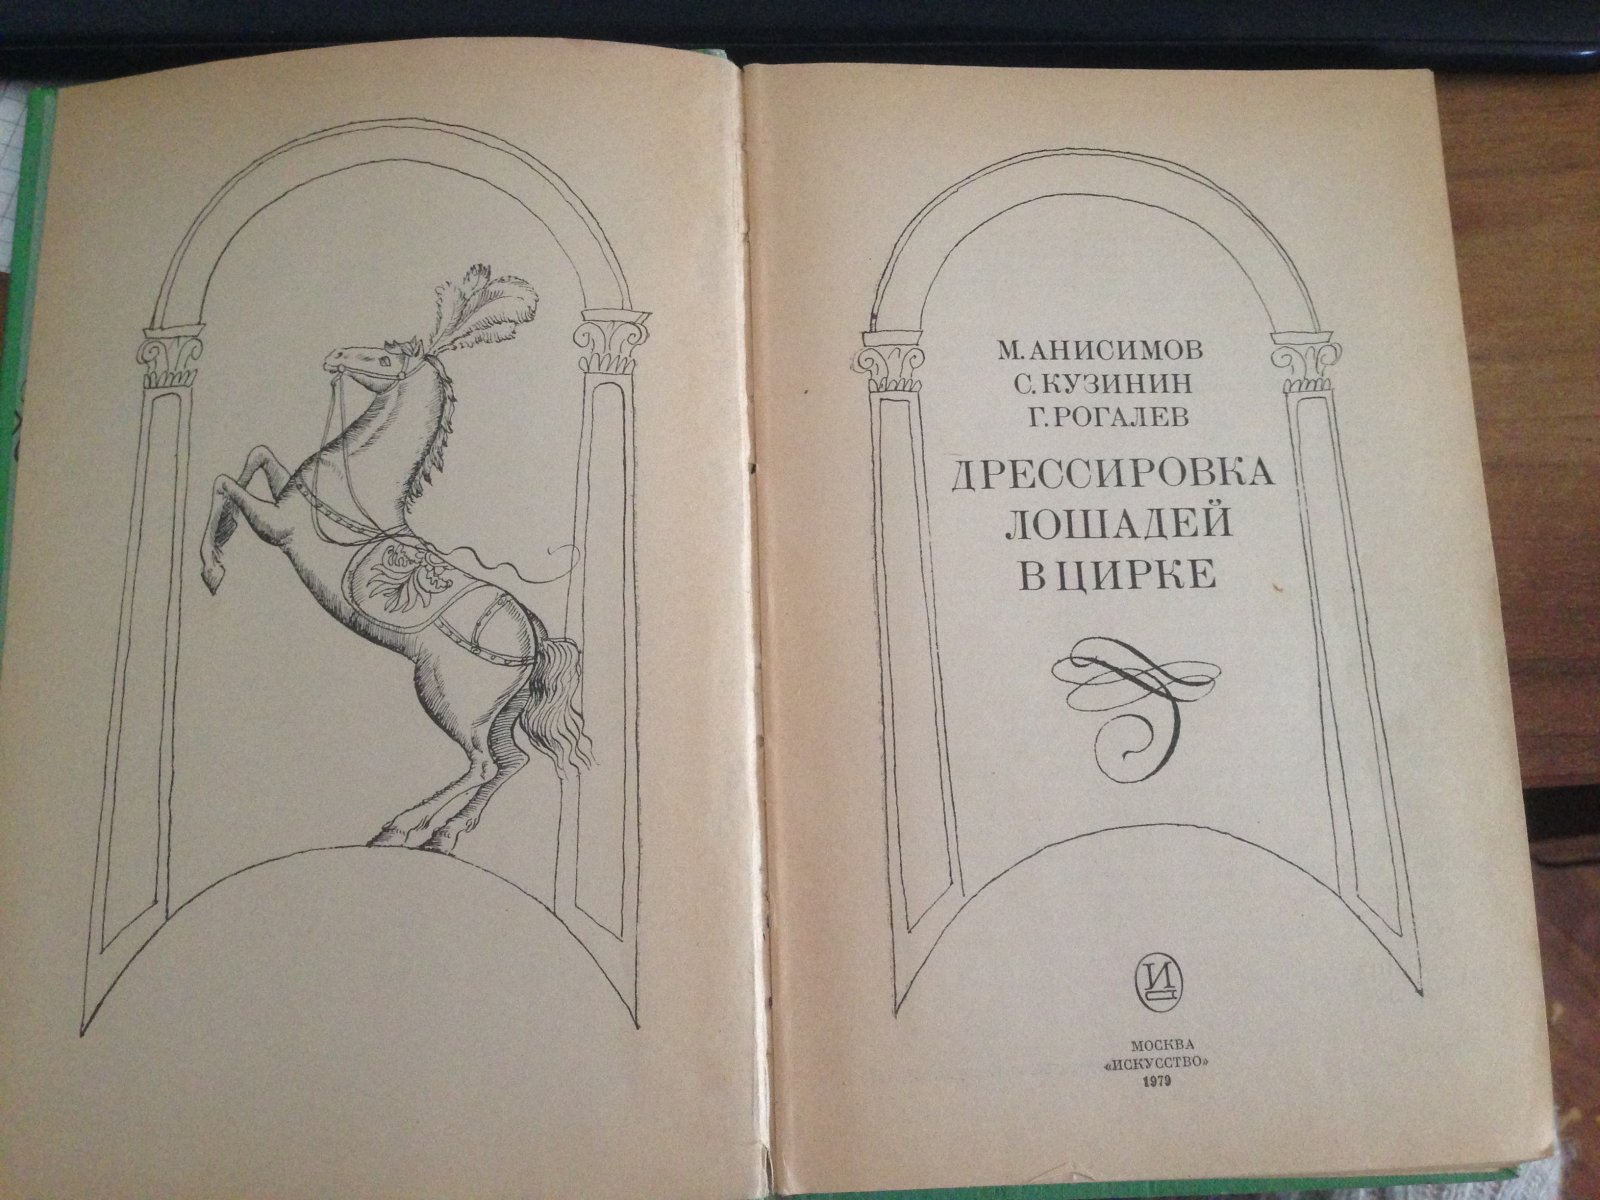 М. АНИСИМОВ
С. КУЗИНИН
Г. РОГАЛЕВ
ДРЕССИРОВКА
ЛОШАДЕЙ
В ЦИРКЕ
И
МОСКВА
«ИСКУССТВО»
1979